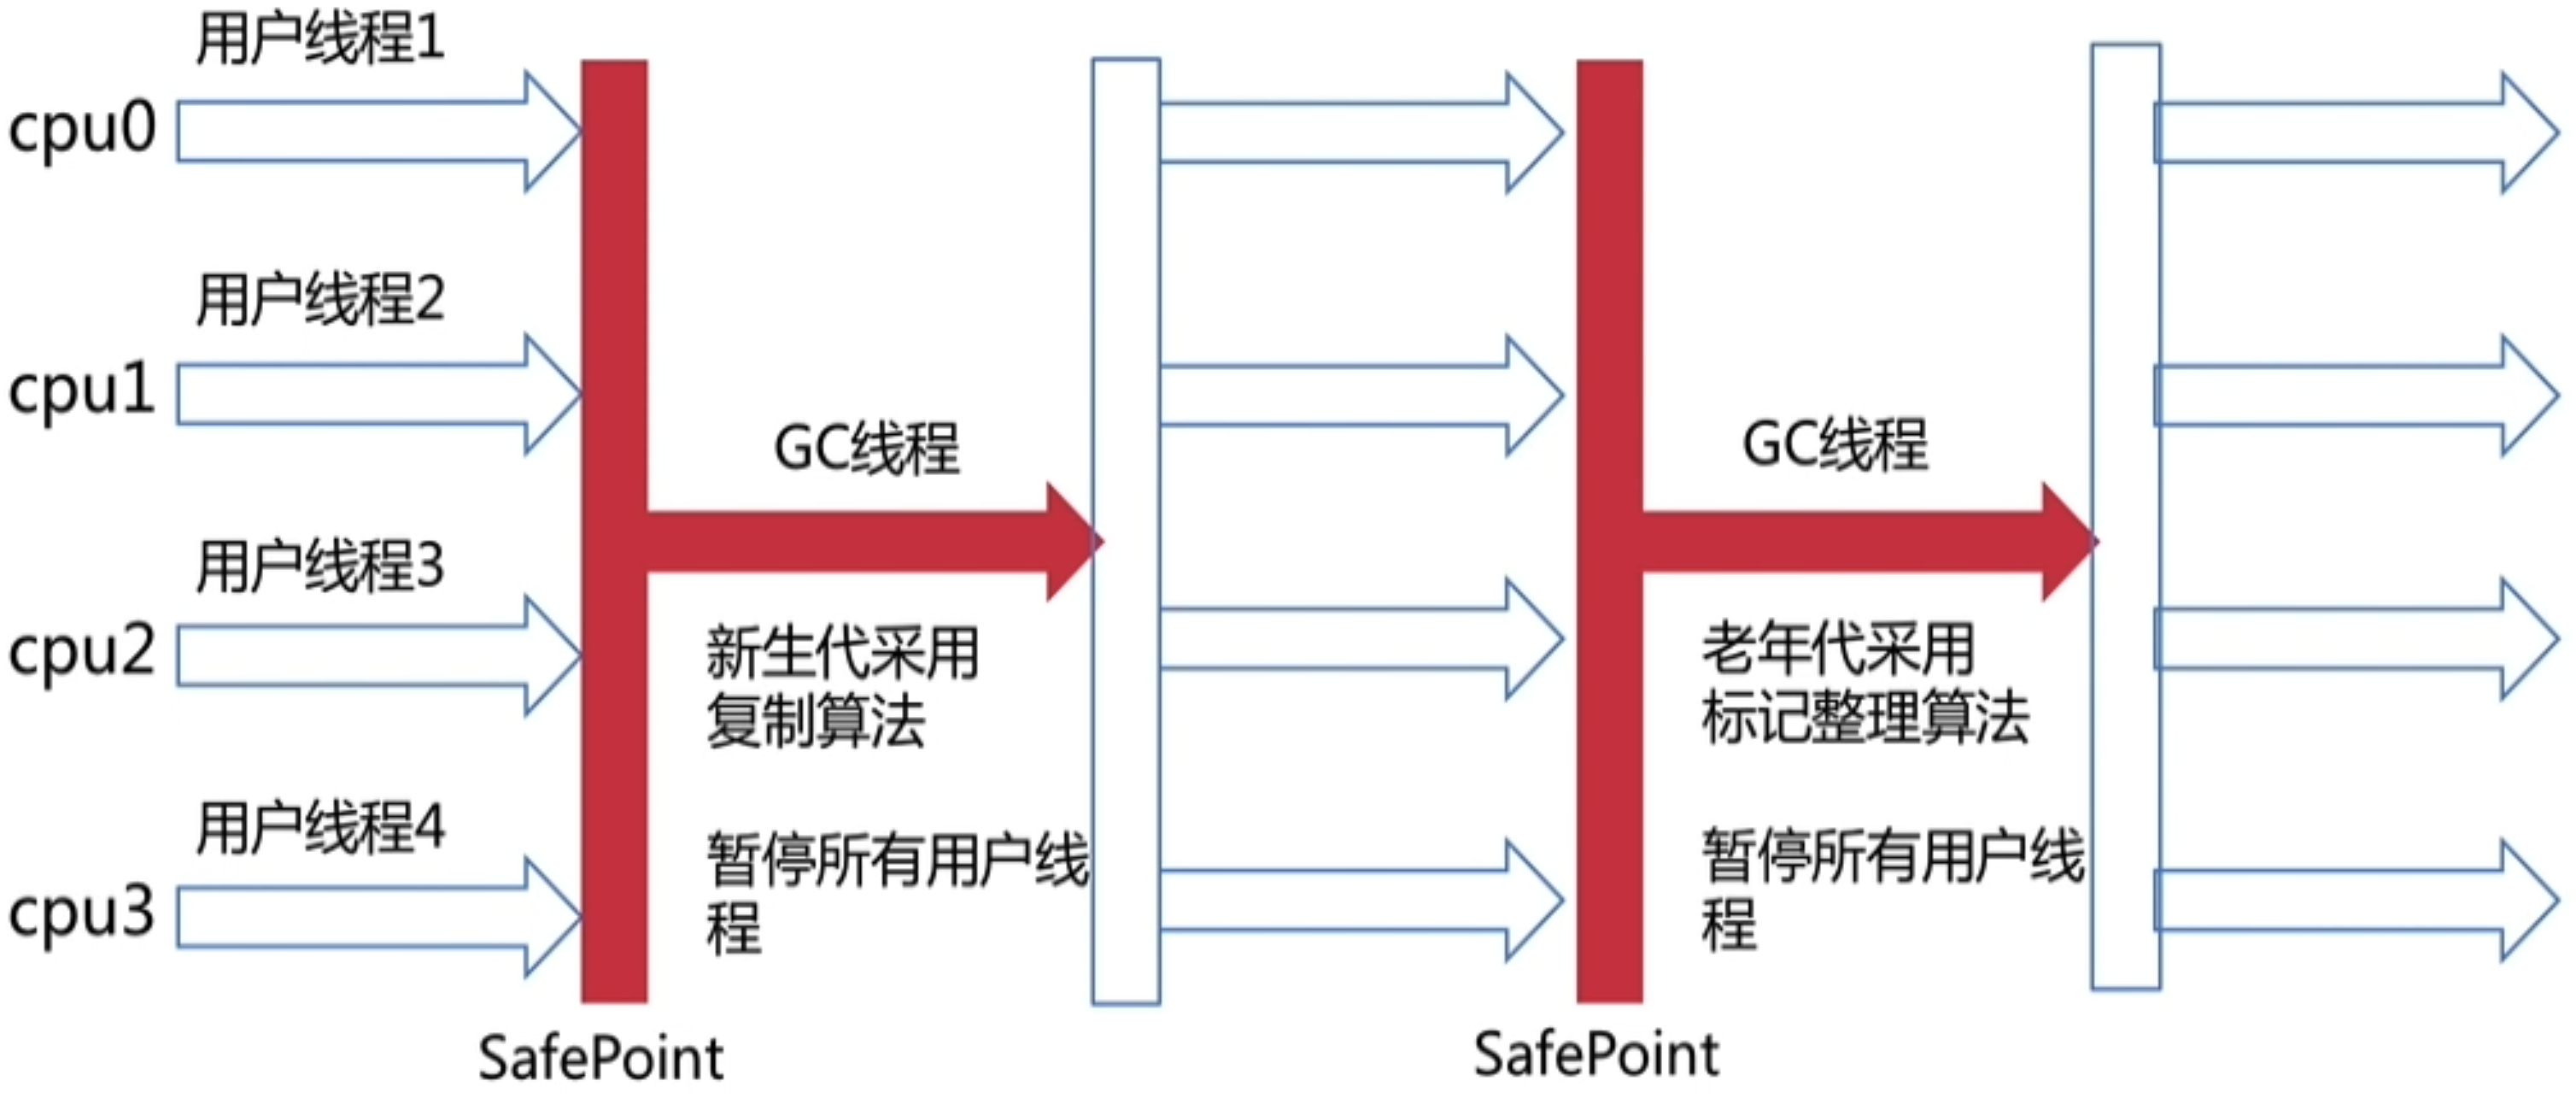 用户线程1
cpu0
用户线程2
cpu1
用户线程3
cpu2
用户线程4
cpu3
SafePoint
GC线程
新生代采用
复制算法
暂停所有用户线
程
SafePoint
GC线程
老年代采用
标记整理算法
暂停所有用户线
程